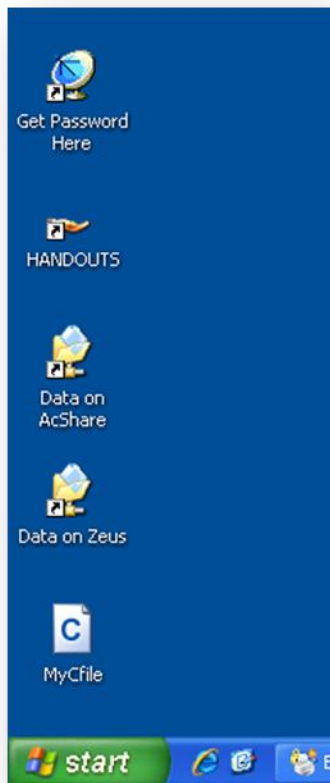 Get Password
Here
HANDOUTS
Data on
AcShare
Data on Zeus
C
MyCfile
start